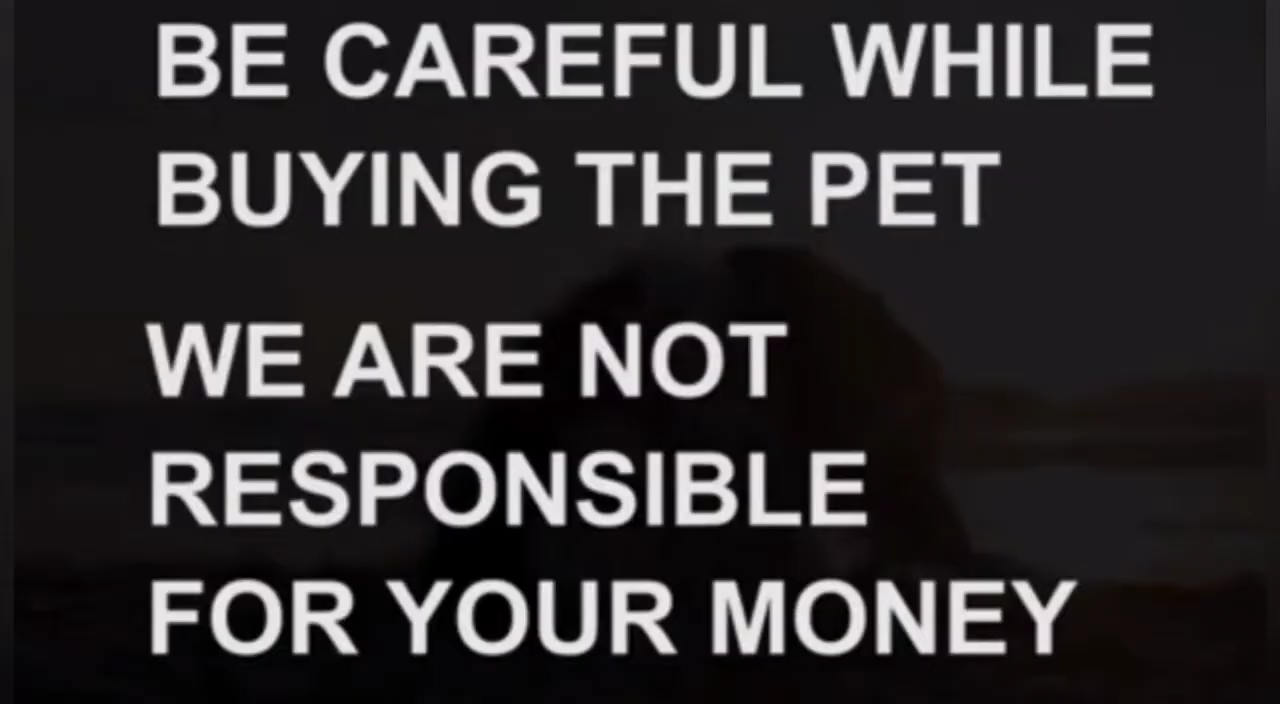 BE CAREFUL WHILE
BUYING THE PET
WE ARE NOT
RESPONSIBLE
FOR YOUR MONEY